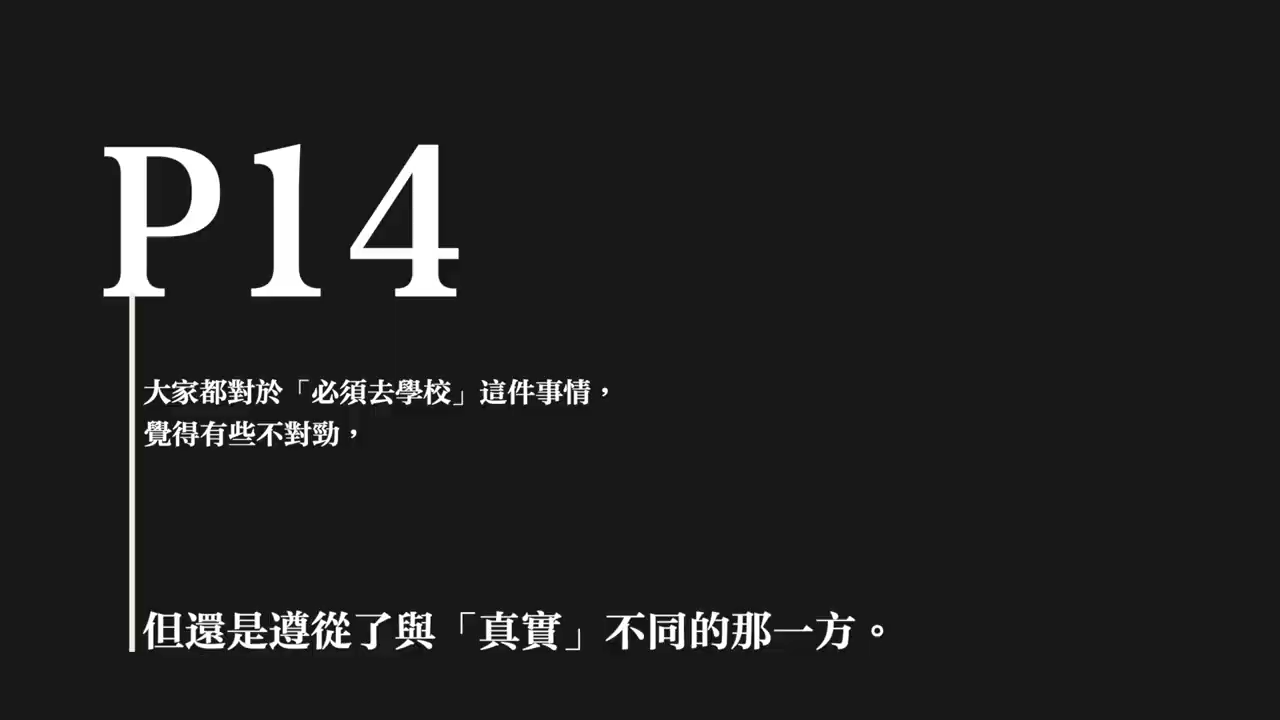 P14
大家都對於「必須去學校」這件事情，
覺得有些不對勁，
但還是遵從了與「真實」不同的那一方。